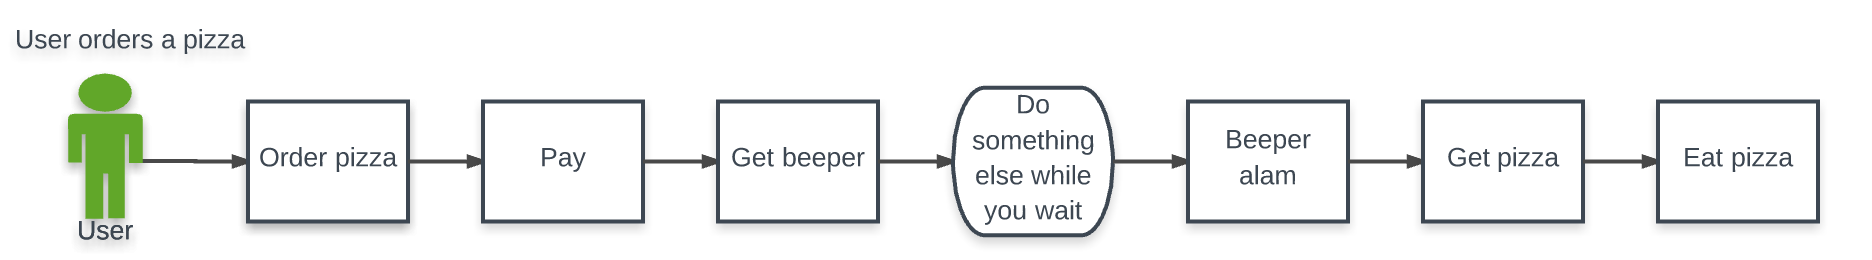 User orders a pizza
User
Order pizza
Pay
Get beeper
Do
something
else while
you wait
Beeper
alam
Get pizza
Eat pizza